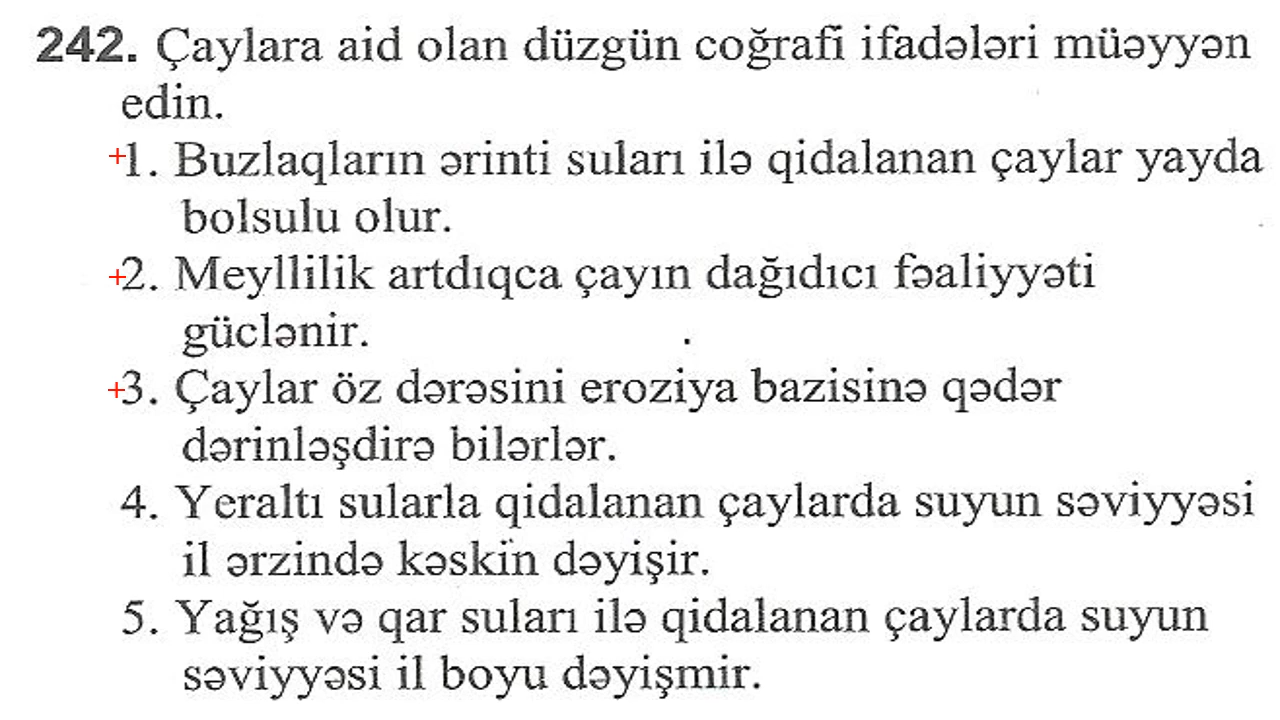 242. Çaylara aid olan düzgün coğrafi ifadələri müəyyən
edin.
+1. Buzlaqların ərinti suları ilə qidalanan çaylar yayda
bolsulu olur.
+2. Meyllilik artdıqca çayın dağıdıcı fəaliyyəti
güclənir.
+3. Çaylar öz dərəsini eroziya bazisinə qədər
dərinləşdirə bilərlər.
4. Yeraltı sularla qidalanan çaylarda suyun səviyyəsi
il ərzində kəskin dəyişir.
5. Yağış və qar suları ilə qidalanan çaylarda suyun
səviyyəsi il boyu dəyişmir.